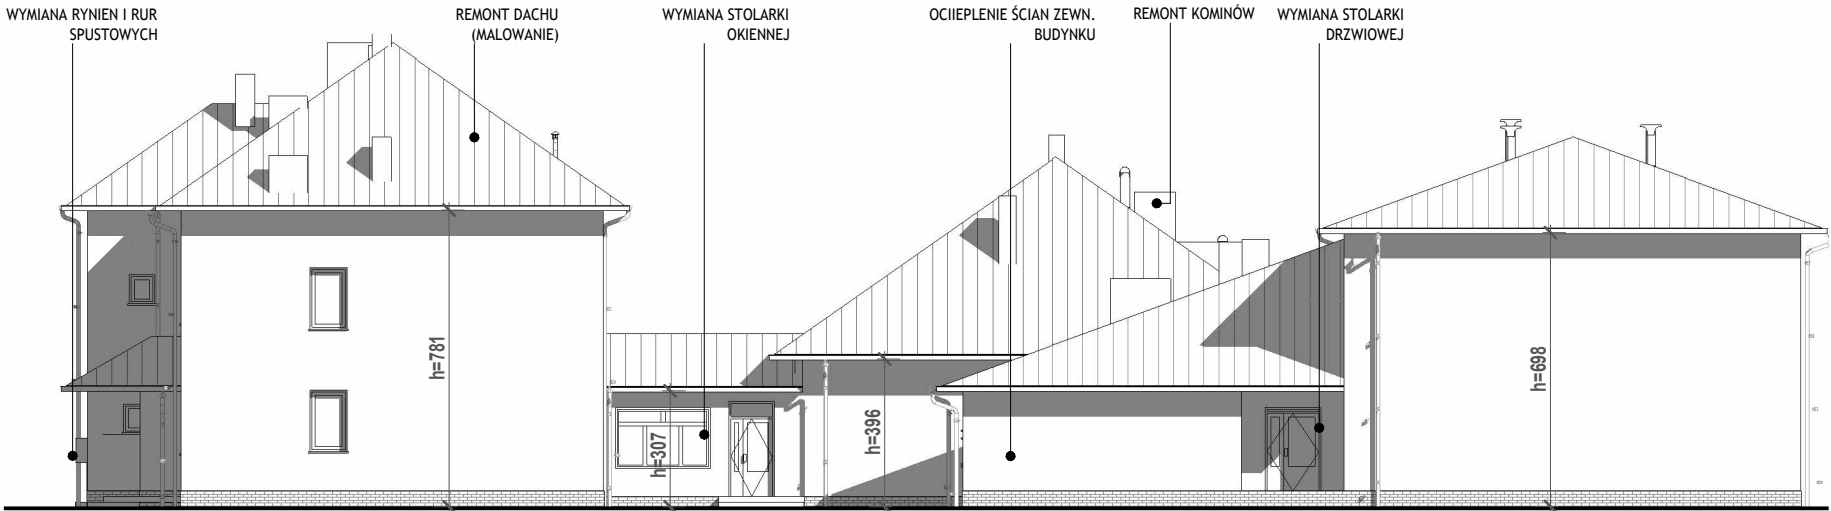 WYMIANA RYNIEN I RUR
SPUSTOWYCH
REMONT DACHU
(MALOWANIE)
WYMIANA STOLARKI
OKIENNEJ
OCIIEPLENIE ŚCIAN ZEWN.
BUDYNKU
REMONT KOMINÓW
WYMIANA STOLARKI
DRZWIOWEJ
h=781
h=307
h=396
h=698